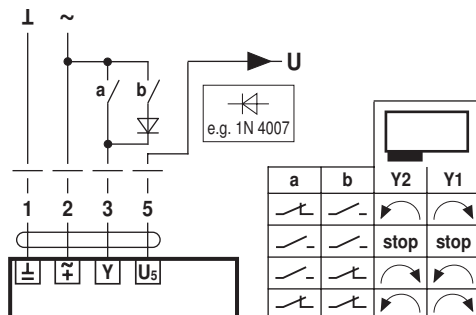 ⊥ ~
U
a b
e.g. 1N 4007
a b Y2 Y1
1 2 3 5
stop stop
Y U5